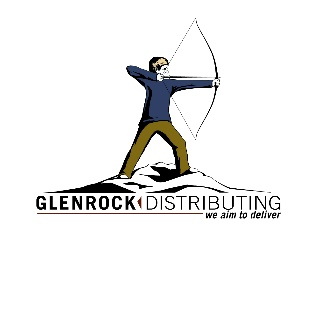 GLENROCK DISTRIBUTING
we aim to deliver